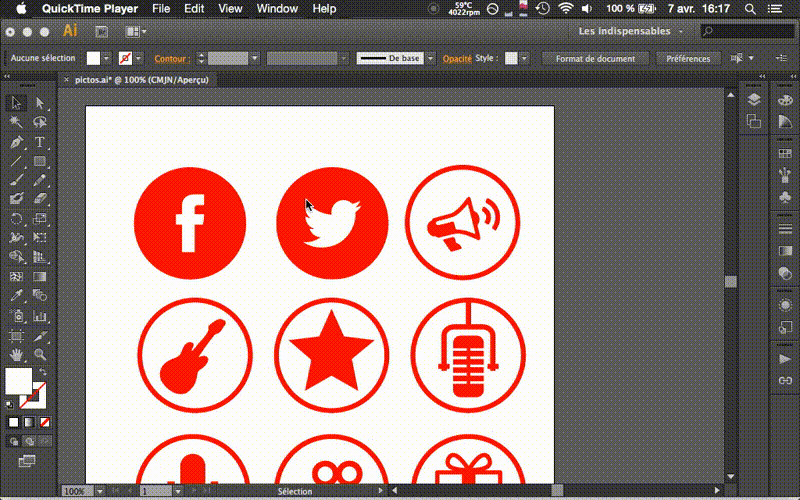 QuickTime Player File Edit View Window Help 59°C 4022rpm 100 % 7 avr. 16:17
Ai Br Les indispensables
Aucune sélection Contour : De base Opacité Style : Format de document Préférences
× pictos.ai* @ 100% (CMJN/Aperçu)
T
f
100% 1 Sélection